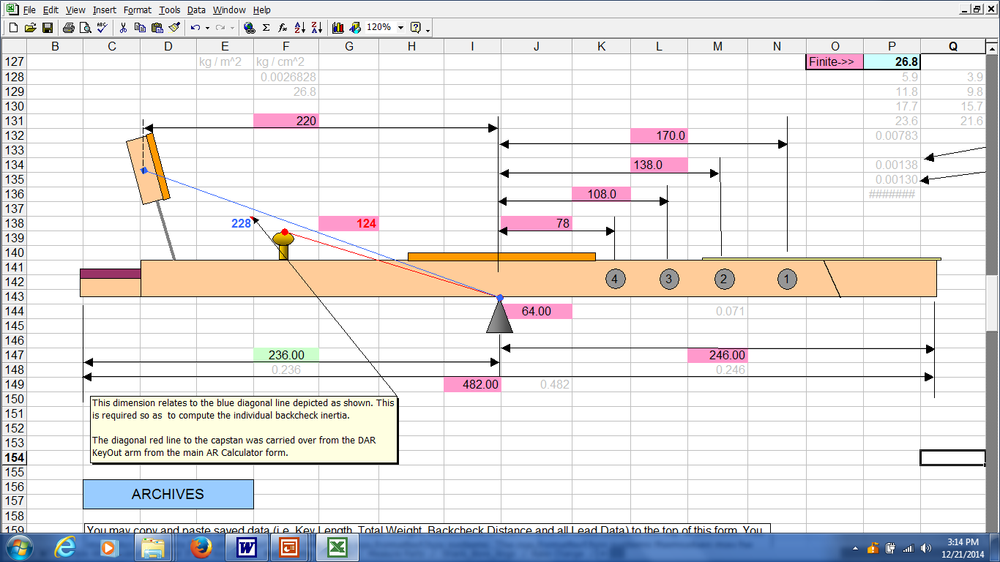 File Edit View Insert Format Tools Data Window Help
120%
B C D E F G H I J K L M N O P Q
127 kg / m^2 kg / cm^2 Finite->> 26.8
128 0.0026828 5.9 3.9
129 26.8 11.8 9.8
130 17.7 15.7
131 220 23.6 21.6
132 170.0 0.00783
133
134 138.0 0.00138
135 0.00130
136 108.0 #######
137
138 228 124 78
139
140
141
142 4 3 2 1
143
144 64.00 0.071
145
146
147 236.00 246.00
148 0.236 0.246
149 482.00 0.482
150
151
152
153
154
155
156
157
158
159
This dimension relates to the blue diagonal line depicted as shown. This
is required so as to compute the individual backcheck inertia.
The diagonal red line to the capstan was carried over from the DAR
KeyOut arm from the main AR Calculator form.
ARCHIVES
You may copy and paste saved data (i.e. Key Length, Total Weight, Backcheck Distance and all Lead Data) to the top of this form. You
3:14 PM
12/21/2014